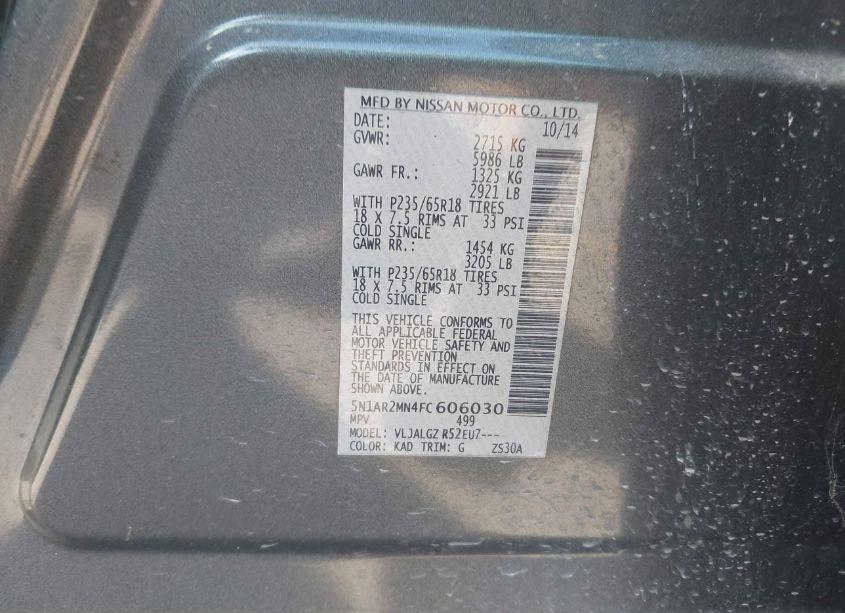 MFD BY NISSAN MOTOR CO., LTD.
DATE: 10/14
GVWR: 2715 KG
5986 LB
GAWR FR.: 1325 KG
2921 LB
WITH P235/65R18 TIRES
18 X 7.5 RIMS AT 33 PSI
COLD SINGLE
GAWR RR.: 1454 KG
3205 LB
WITH P235/65R18 TIRES
18 X 7.5 RIMS AT 33 PSI
COLD SINGLE
THIS VEHICLE CONFORMS TO
ALL APPLICABLE FEDERAL
MOTOR VEHICLE SAFETY AND
THEFT PREVENTION
STANDARDS IN EFFECT ON
THE DATE OF MANUFACTURE
SHOWN ABOVE.
5N1AR2MN4FC606030
MPV 499
MODEL: VLJALGZ R52EU7---
COLOR: KAD TRIM: G ZS30A